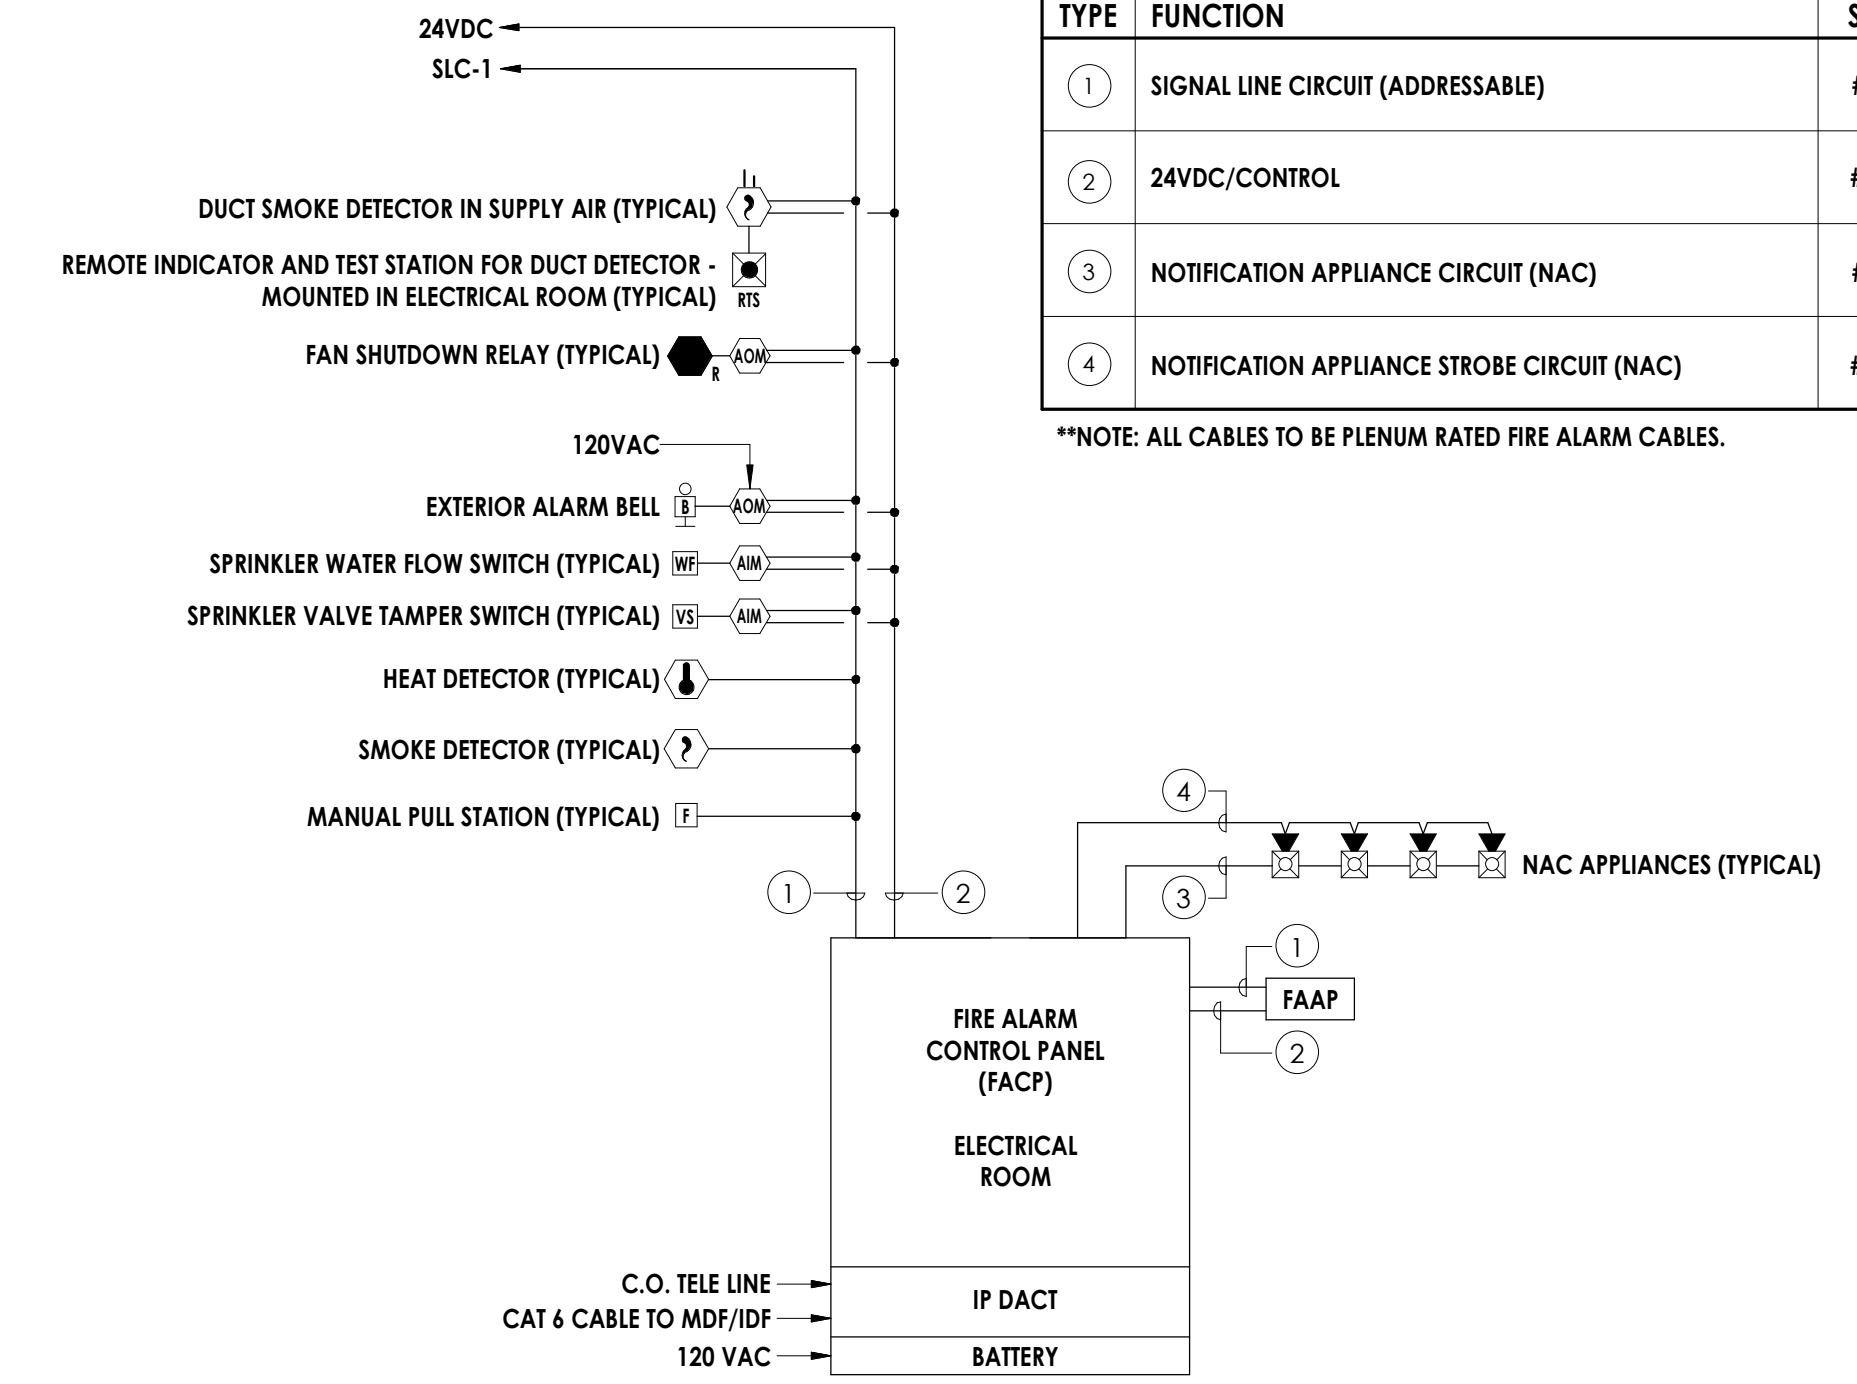 24VDC
SLC-1
DUCT SMOKE DETECTOR IN SUPPLY AIR (TYPICAL)
REMOTE INDICATOR AND TEST STATION FOR DUCT DETECTOR -
MOUNTED IN ELECTRICAL ROOM (TYPICAL)
RTS
FAN SHUTDOWN RELAY (TYPICAL)
R
AOM
120VAC
EXTERIOR ALARM BELL
B
AOM
SPRINKLER WATER FLOW SWITCH (TYPICAL)
WF
AIM
SPRINKLER VALVE TAMPER SWITCH (TYPICAL)
VS
AIM
HEAT DETECTOR (TYPICAL)
SMOKE DETECTOR (TYPICAL)
MANUAL PULL STATION (TYPICAL)
F
1
2
TYPE FUNCTION S
1 SIGNAL LINE CIRCUIT (ADDRESSABLE) #
2 24VDC/CONTROL #
3 NOTIFICATION APPLIANCE CIRCUIT (NAC) #
4 NOTIFICATION APPLIANCE STROBE CIRCUIT (NAC) #
**NOTE: ALL CABLES TO BE PLENUM RATED FIRE ALARM CABLES.
4
3
NAC APPLIANCES (TYPICAL)
1
FAAP
2
FIRE ALARM
CONTROL PANEL
(FACP)
ELECTRICAL
ROOM
C.O. TELE LINE
CAT 6 CABLE TO MDF/IDF
IP DACT
120 VAC
BATTERY